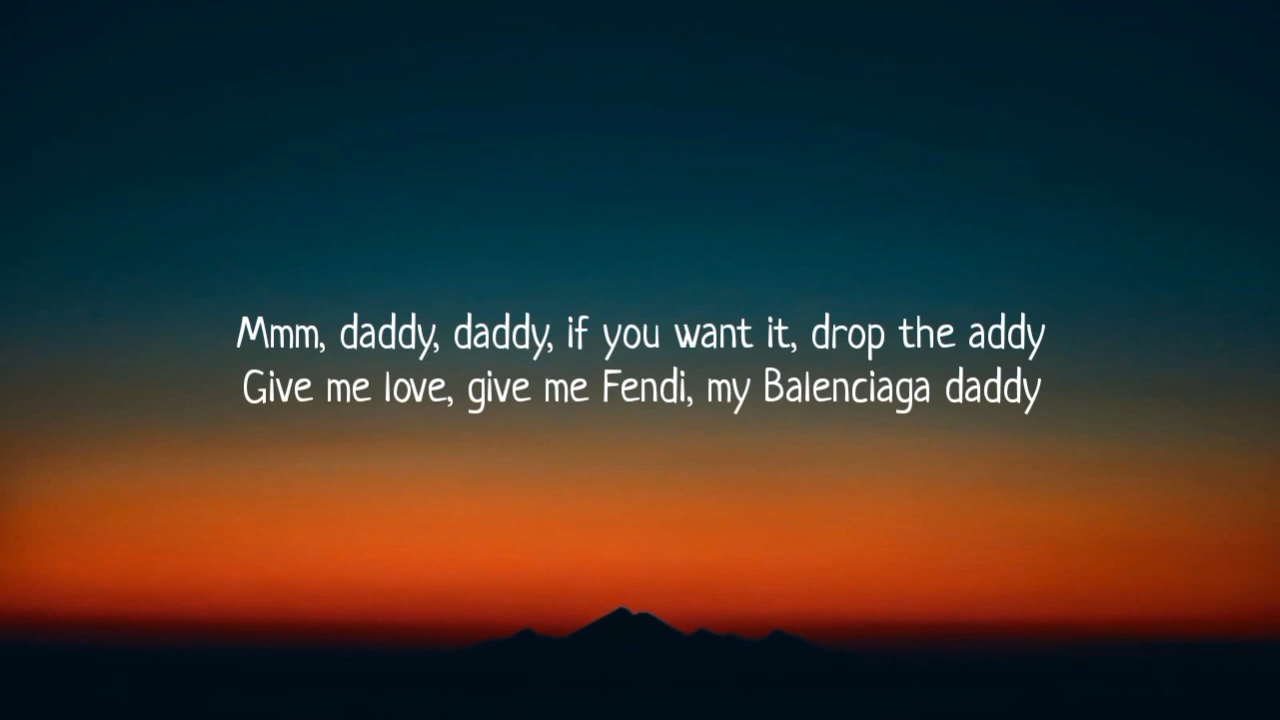 Mmm, daddy, daddy, if you want it, drop the addy
Give me love, give me Fendi, my Balenciaga daddy